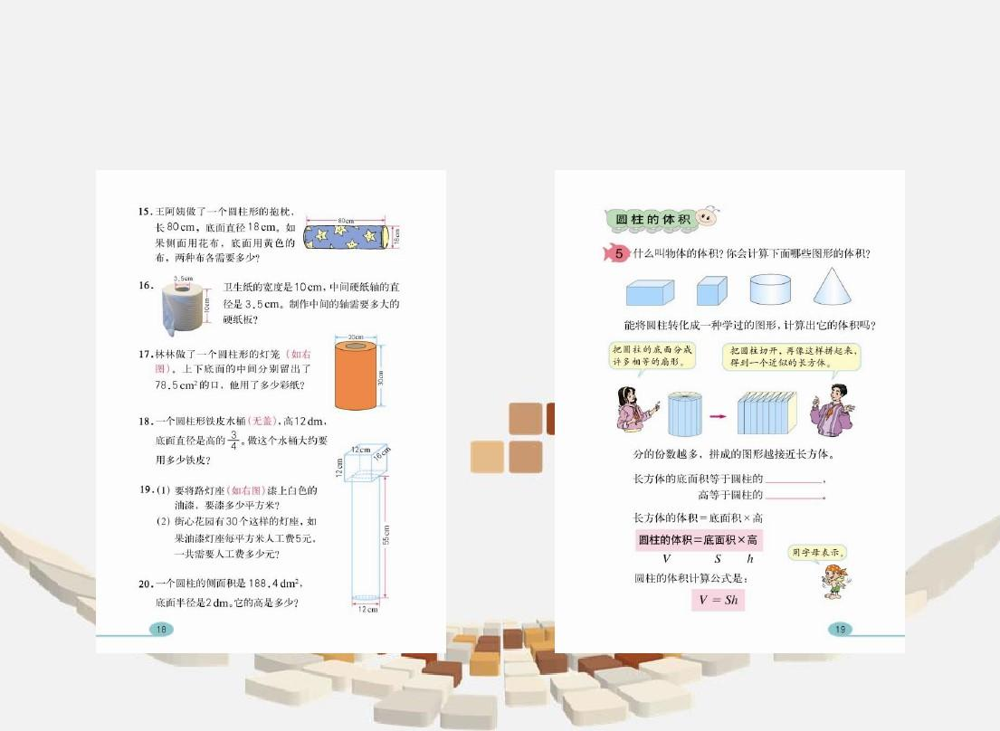 15. 王阿姨做了一个圆柱形的抱枕，
长80cm，底面直径18cm。如
果侧面用花布，底面用黄色的
布，两种布各需要多少？
80cm
18cm
16.
3.5cm
10cm
卫生纸的宽度是10cm，中间硬纸轴的直
径是3.5cm。制作中间的轴需要多大的
硬纸板？
17. 林林做了一个圆柱形的灯笼（如右
图）。上下底面的中间分别留出了
78.5cm²的口，他用了多少彩纸？
20cm
30cm
18. 一个圆柱形铁皮水桶（无盖），高12dm，
底面直径是高的3/4。做这个水桶大约要
用多少铁皮？
19. (1) 要将路灯座（如右图）漆上白色的
油漆，要漆多少平方米？
(2) 街心花园有30个这样的灯座，如
果油漆灯座每平方米人工费5元，
一共需要人工费多少元？
12cm
16cm
12cm
55cm
12cm
20. 一个圆柱的侧面积是188.4dm²，
底面半径是2dm。它的高是多少？
18
圆柱的体积
5 什么叫物体的体积？你会计算下面哪些图形的体积？
能将圆柱转化成一种学过的图形，计算出它的体积吗？
把圆柱的底面分成
许多相等的扇形。
把圆柱切开，再像这样拼起来，
得到一个近似的长方体。
分的份数越多，拼成的图形越接近长方体。
长方体的底面积等于圆柱的________，
高等于圆柱的________。
长方体的体积＝底面积×高
圆柱的体积＝底面积×高
V S h
用字母表示。
圆柱的体积计算公式是：
V = Sh
19